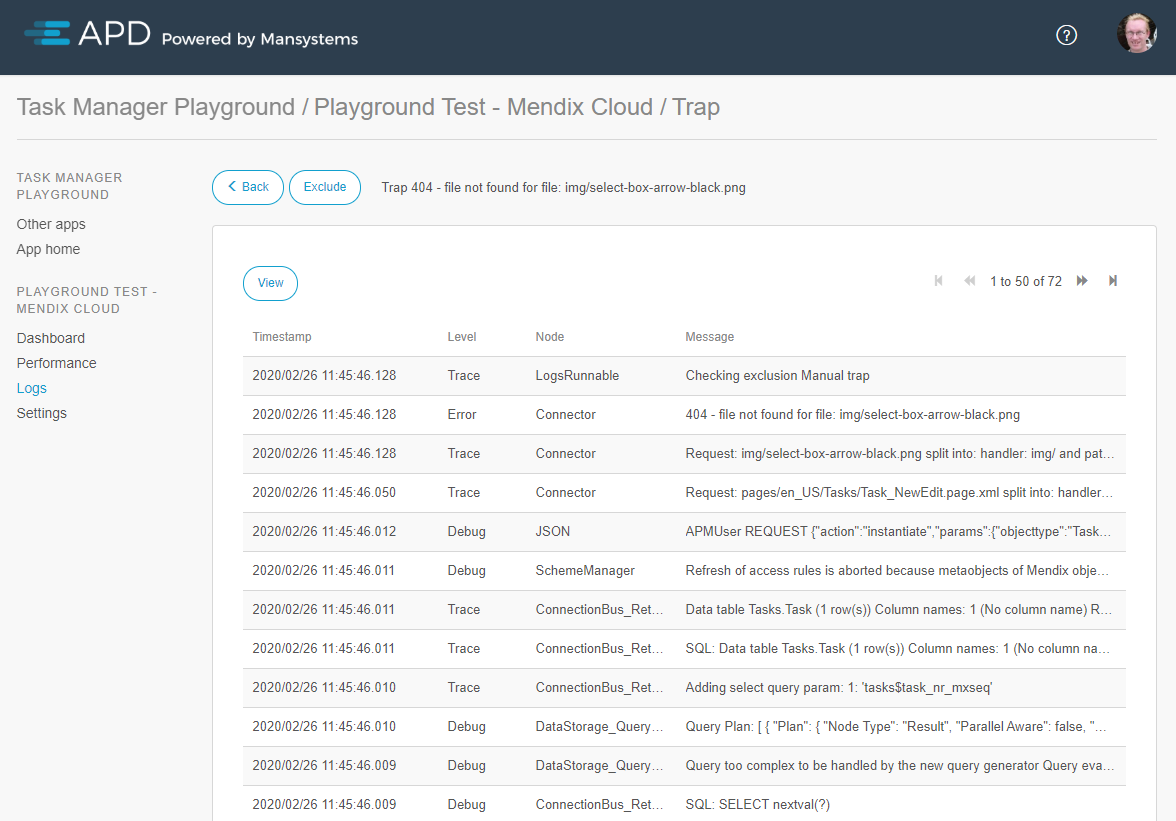 APD Powered by Mansystems
?
Task Manager Playground / Playground Test - Mendix Cloud / Trap
TASK MANAGER
PLAYGROUND
Other apps
App home
PLAYGROUND TEST -
MENDIX CLOUD
Dashboard
Performance
Logs
Settings
Back Exclude Trap 404 - file not found for file: img/select-box-arrow-black.png
View 1 to 50 of 72
Timestamp Level Node Message
2020/02/26 11:45:46.128 Trace LogsRunnable Checking exclusion Manual trap
2020/02/26 11:45:46.128 Error Connector 404 - file not found for file: img/select-box-arrow-black.png
2020/02/26 11:45:46.128 Trace Connector Request: img/select-box-arrow-black.png split into: handler: img/ and pat…
2020/02/26 11:45:46.050 Trace Connector Request: pages/en_US/Tasks/Task_NewEdit.page.xml split into: handler…
2020/02/26 11:45:46.012 Debug JSON APMUser REQUEST {"action":"instantiate","params":{"objecttype":"Task…
2020/02/26 11:45:46.011 Debug SchemeManager Refresh of access rules is aborted because metaobjects of Mendix obje…
2020/02/26 11:45:46.011 Trace ConnectionBus_Ret… Data table Tasks.Task (1 row(s)) Column names: 1 (No column name) R…
2020/02/26 11:45:46.011 Trace ConnectionBus_Ret… SQL: Data table Tasks.Task (1 row(s)) Column names: 1 (No column na…
2020/02/26 11:45:46.010 Trace ConnectionBus_Ret… Adding select query param: 1: 'tasks$task_nr_mxseq'
2020/02/26 11:45:46.010 Debug DataStorage_Query… Query Plan: [ { "Plan": { "Node Type": "Result", "Parallel Aware": false, "…
2020/02/26 11:45:46.009 Debug DataStorage_Query… Query too complex to be handled by the new query generator Query eva…
2020/02/26 11:45:46.009 Debug ConnectionBus_Ret… SQL: SELECT nextval(?)